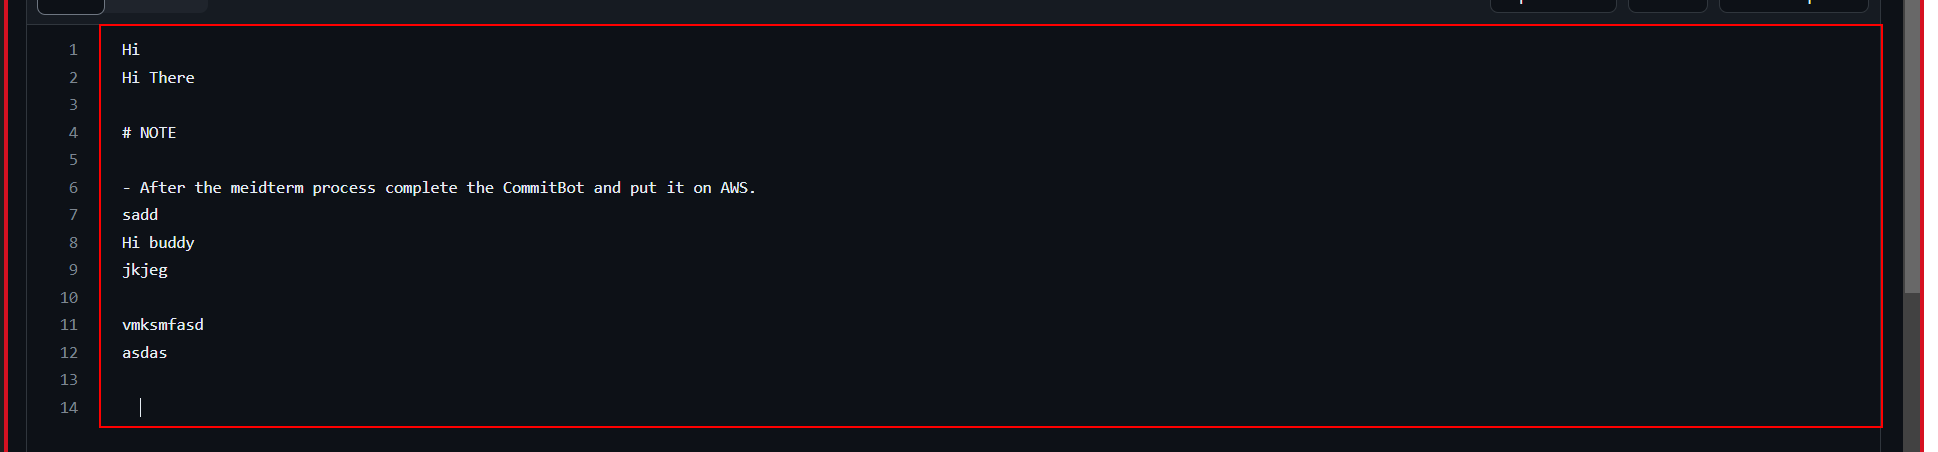 1 Hi
2 Hi There
3
4 # NOTE
5
6 - After the meidterm process complete the CommitBot and put it on AWS.
7 sadd
8 Hi buddy
9 jkjeg
10
11 vmksmfasd
12 asdas
13
14